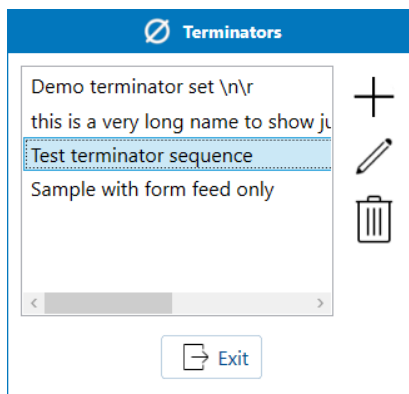 Terminators
Demo terminator set \n\r
this is a very long name to show
Test terminator sequence
Sample with form feed only
Exit